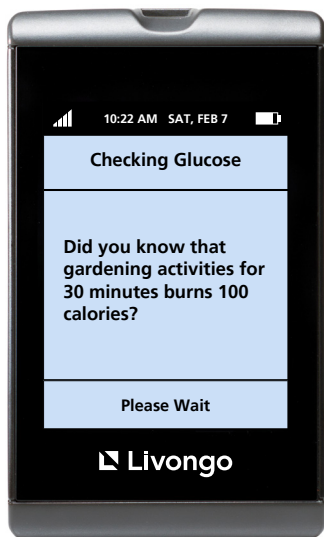 10:22 AM SAT, FEB 7
Checking Glucose
Did you know that
gardening activities for
30 minutes burns 100
calories?
Please Wait
Livongo